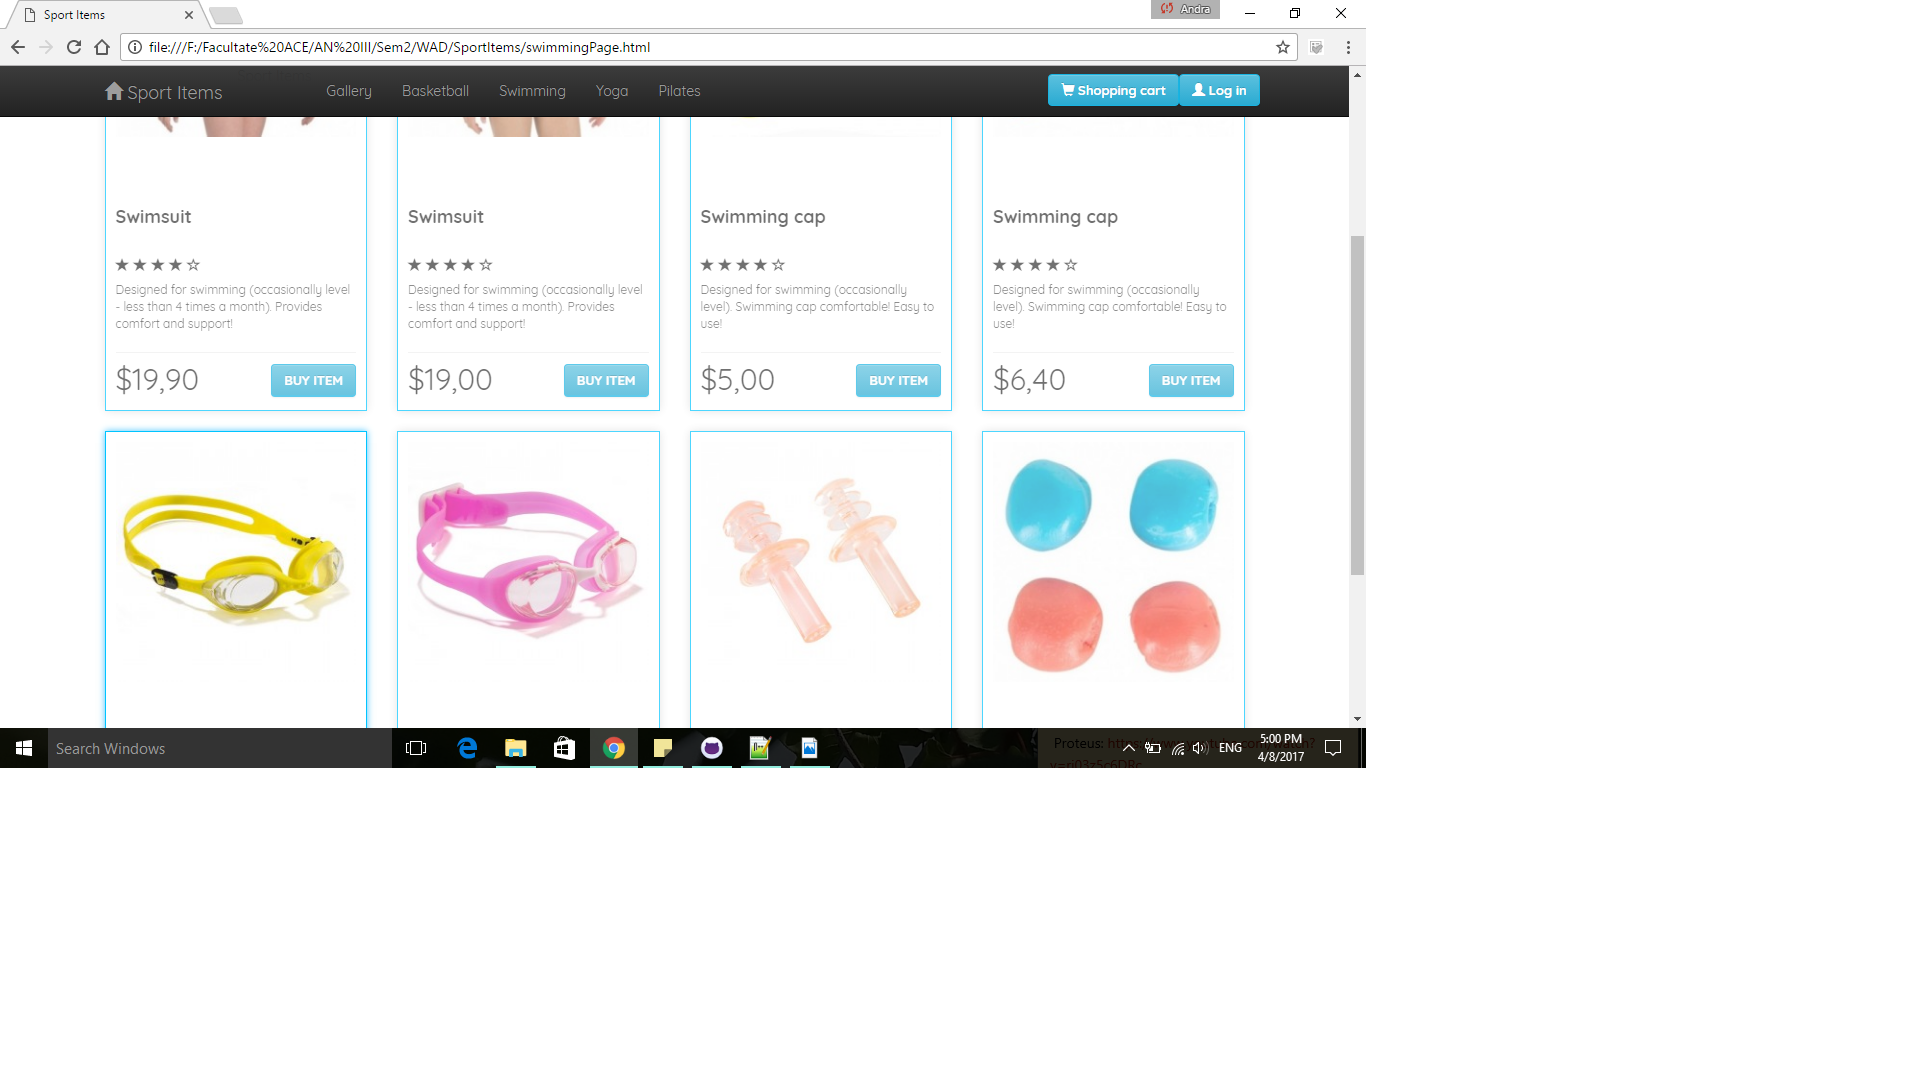 Sport Items
Andra
file:///F:/Facultate%20ACE/AN%20III/Sem2/WAD/SportItems/swimmingPage.html
Sport Items Gallery Basketball Swimming Yoga Pilates Shopping cart Log in
Swimsuit
★★★★☆
Designed for swimming (occasionally level
- less than 4 times a month). Provides
comfort and support!
$19,90 BUY ITEM
Swimsuit
★★★★☆
Designed for swimming (occasionally level
- less than 4 times a month). Provides
comfort and support!
$19,00 BUY ITEM
Swimming cap
★★★★☆
Designed for swimming (occasionally
level). Swimming cap comfortable! Easy to
use!
$5,00 BUY ITEM
Swimming cap
★★★★☆
Designed for swimming (occasionally
level). Swimming cap comfortable! Easy to
use!
$6,40 BUY ITEM
Search Windows
Proteus:
ENG
5:00 PM
4/8/2017